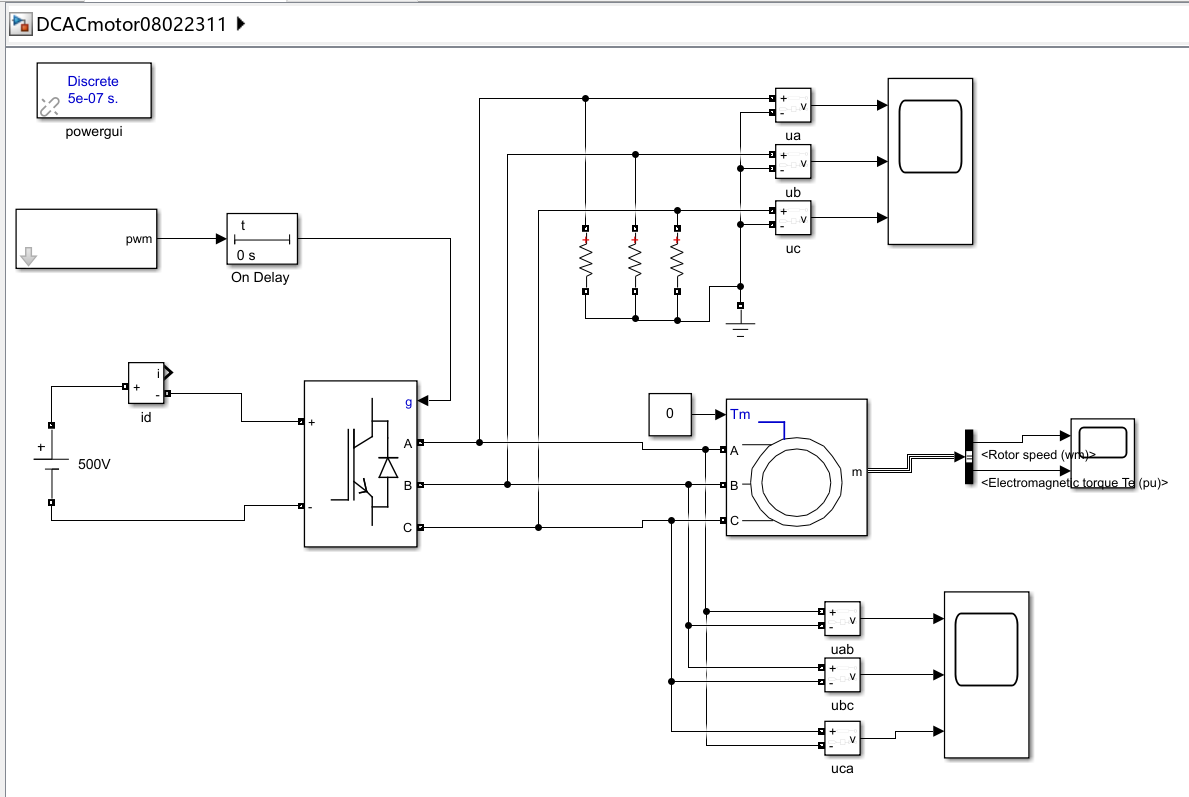 DCACmotor08022311
Discrete
5e-07 s.
powergui
+
-
v
ua
+
-
v
ub
+
-
v
uc
pwm
t
0 s
On Delay
+
+
+
i
+
-
id
+
500V
g
+
-
A
B
C
0
Tm
A
B
C
m
<Rotor speed (wm)>
<Electromagnetic torque Te (pu)>
+
-
v
uab
+
-
v
ubc
+
-
v
uca